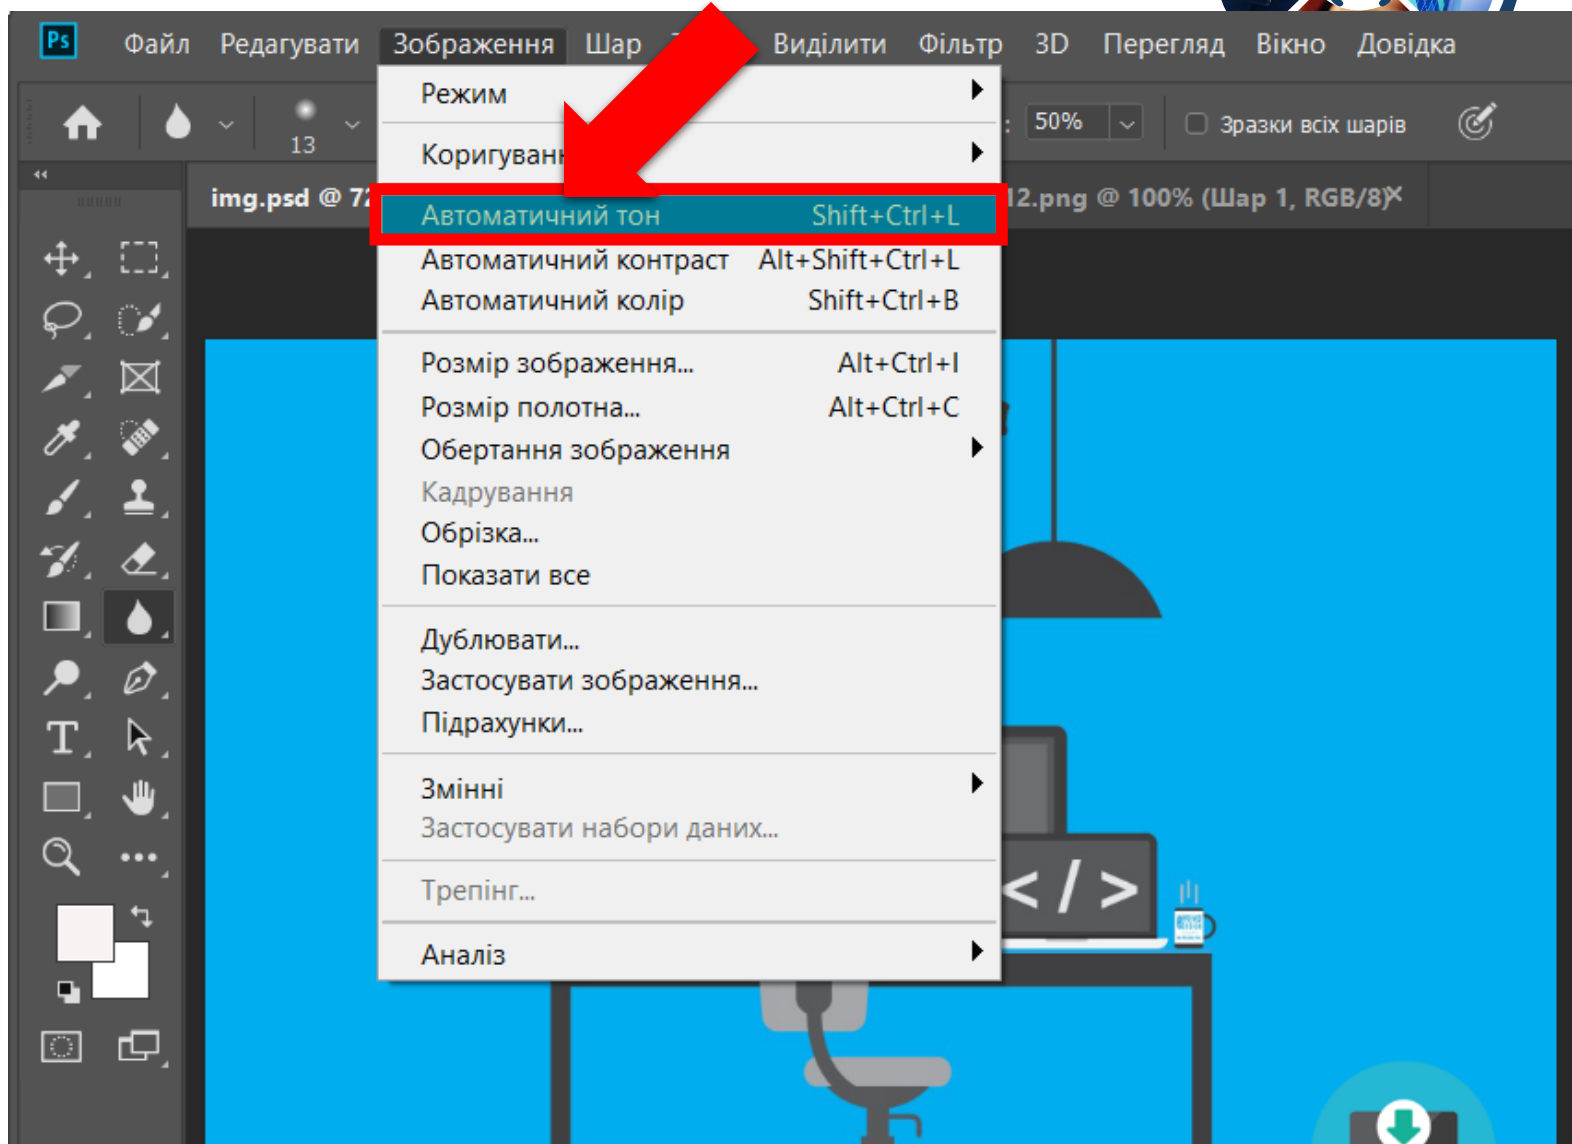 Ps Файл Редагувати Зображення Шар Виділити Фільтр 3D Перегляд Вікно Довідка
13 : 50% Зразки всіх шарів
img.psd @ 72 12.png @ 100% (Шар 1, RGB/8)
Режим
Коригуванн
Автоматичний тон Shift+Ctrl+L
Автоматичний контраст Alt+Shift+Ctrl+L
Автоматичний колір Shift+Ctrl+B
Розмір зображення... Alt+Ctrl+I
Розмір полотна... Alt+Ctrl+C
Обертання зображення
Кадрування
Обрізка...
Показати все
Дублювати...
Застосувати зображення...
Підрахунки...
Змінні
Застосувати набори даних...
Трепінг...
Аналіз
</>